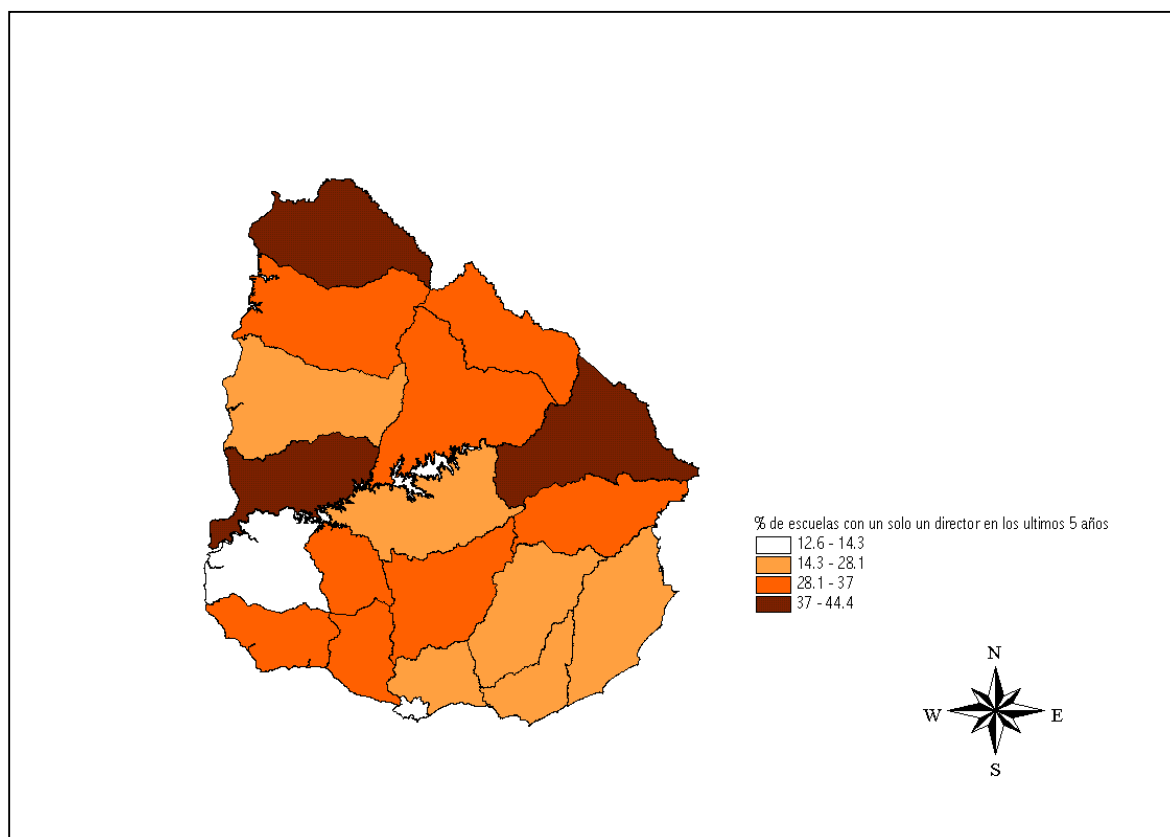 % de escuelas con un solo un director en los ultimos 5 años
12.6 - 14.3
14.3 - 28.1
28.1 - 37
37 - 44.4
N
W E
S